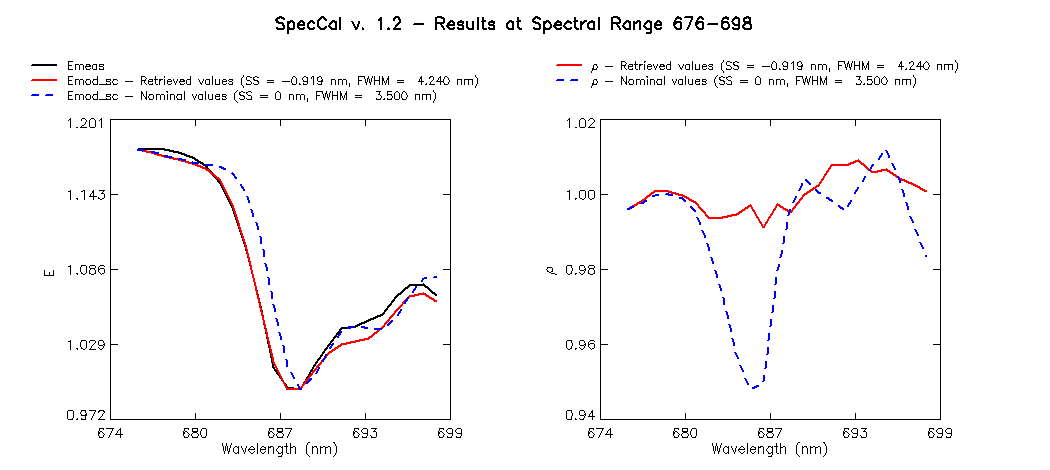 SpecCal v. 1.2 – Results at Spectral Range 676–698
Emeas
Emod_sc – Retrieved values (SS = –0.919 nm, FWHM = 4.240 nm)
Emod_sc – Nominal values (SS = 0 nm, FWHM = 3.500 nm)
1.201
1.143
1.086
1.029
0.972
E
674 680 687 693 699
Wavelength (nm)
ρ – Retrieved values (SS = –0.919 nm, FWHM = 4.240 nm)
ρ – Nominal values (SS = 0 nm, FWHM = 3.500 nm)
1.02
1.00
0.98
0.96
0.94
ρ
674 680 687 693 699
Wavelength (nm)